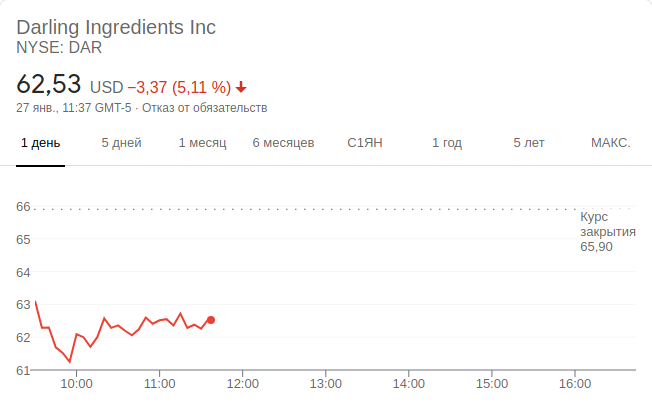 Darling Ingredients Inc
NYSE: DAR
62,53 USD −3,37 (5,11 %)
27 янв., 11:37 GMT-5 · Отказ от обязательств
1 день 5 дней 1 месяц 6 месяцев С1ЯН 1 год 5 лет МАКС.
66
Курс
закрытия
65,90
65
64
63
62
61
10:00 11:00 12:00 13:00 14:00 15:00 16:00